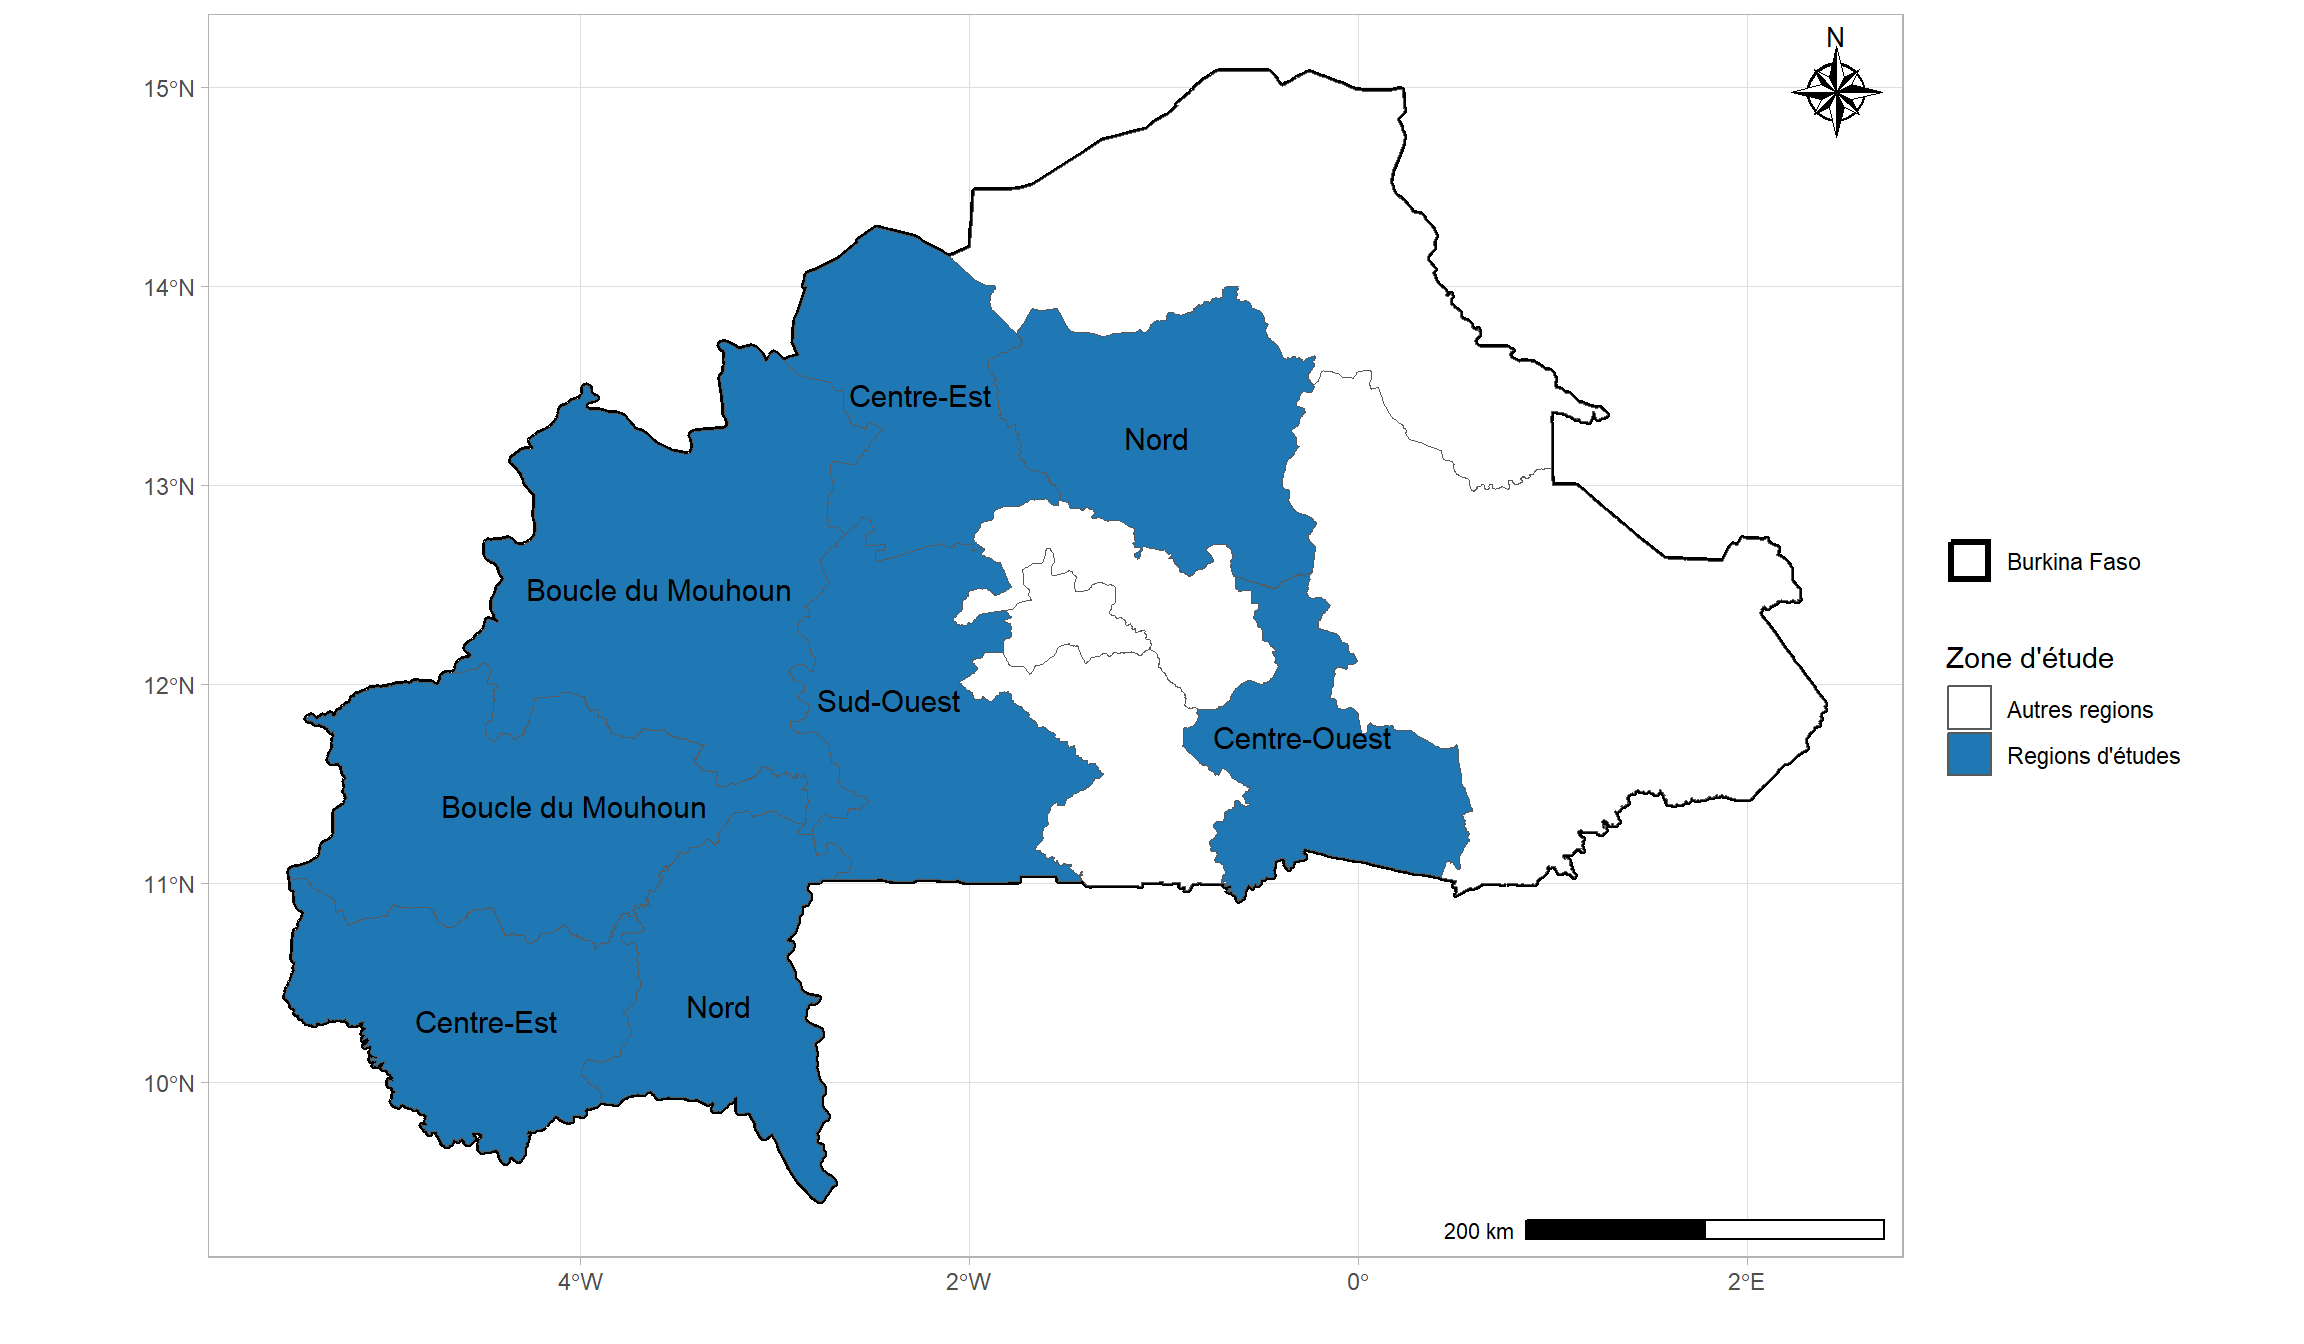 N
15°N
14°N
13°N
12°N
11°N
10°N
4°W
2°W
0°
2°E
Centre-Est
Nord
Boucle du Mouhoun
Sud-Ouest
Centre-Ouest
Boucle du Mouhoun
Nord
Centre-Est
200 km
Burkina Faso
Zone d'étude
Autres regions
Regions d'études